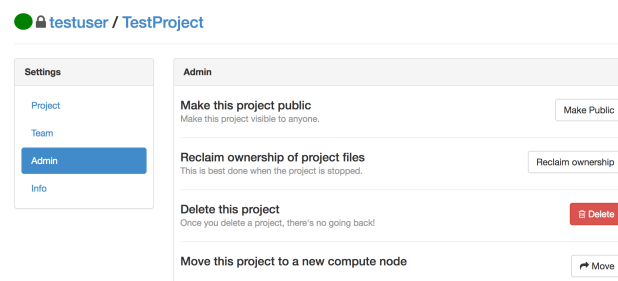 testuser / TestProject
Settings
Project
Team
Admin
Info
Admin
Make this project public
Make this project visible to anyone.
Make Public
Reclaim ownership of project files
This is best done when the project is stopped.
Reclaim ownership
Delete this project
Once you delete a project, there's no going back!
Delete
Move this project to a new compute node
Move